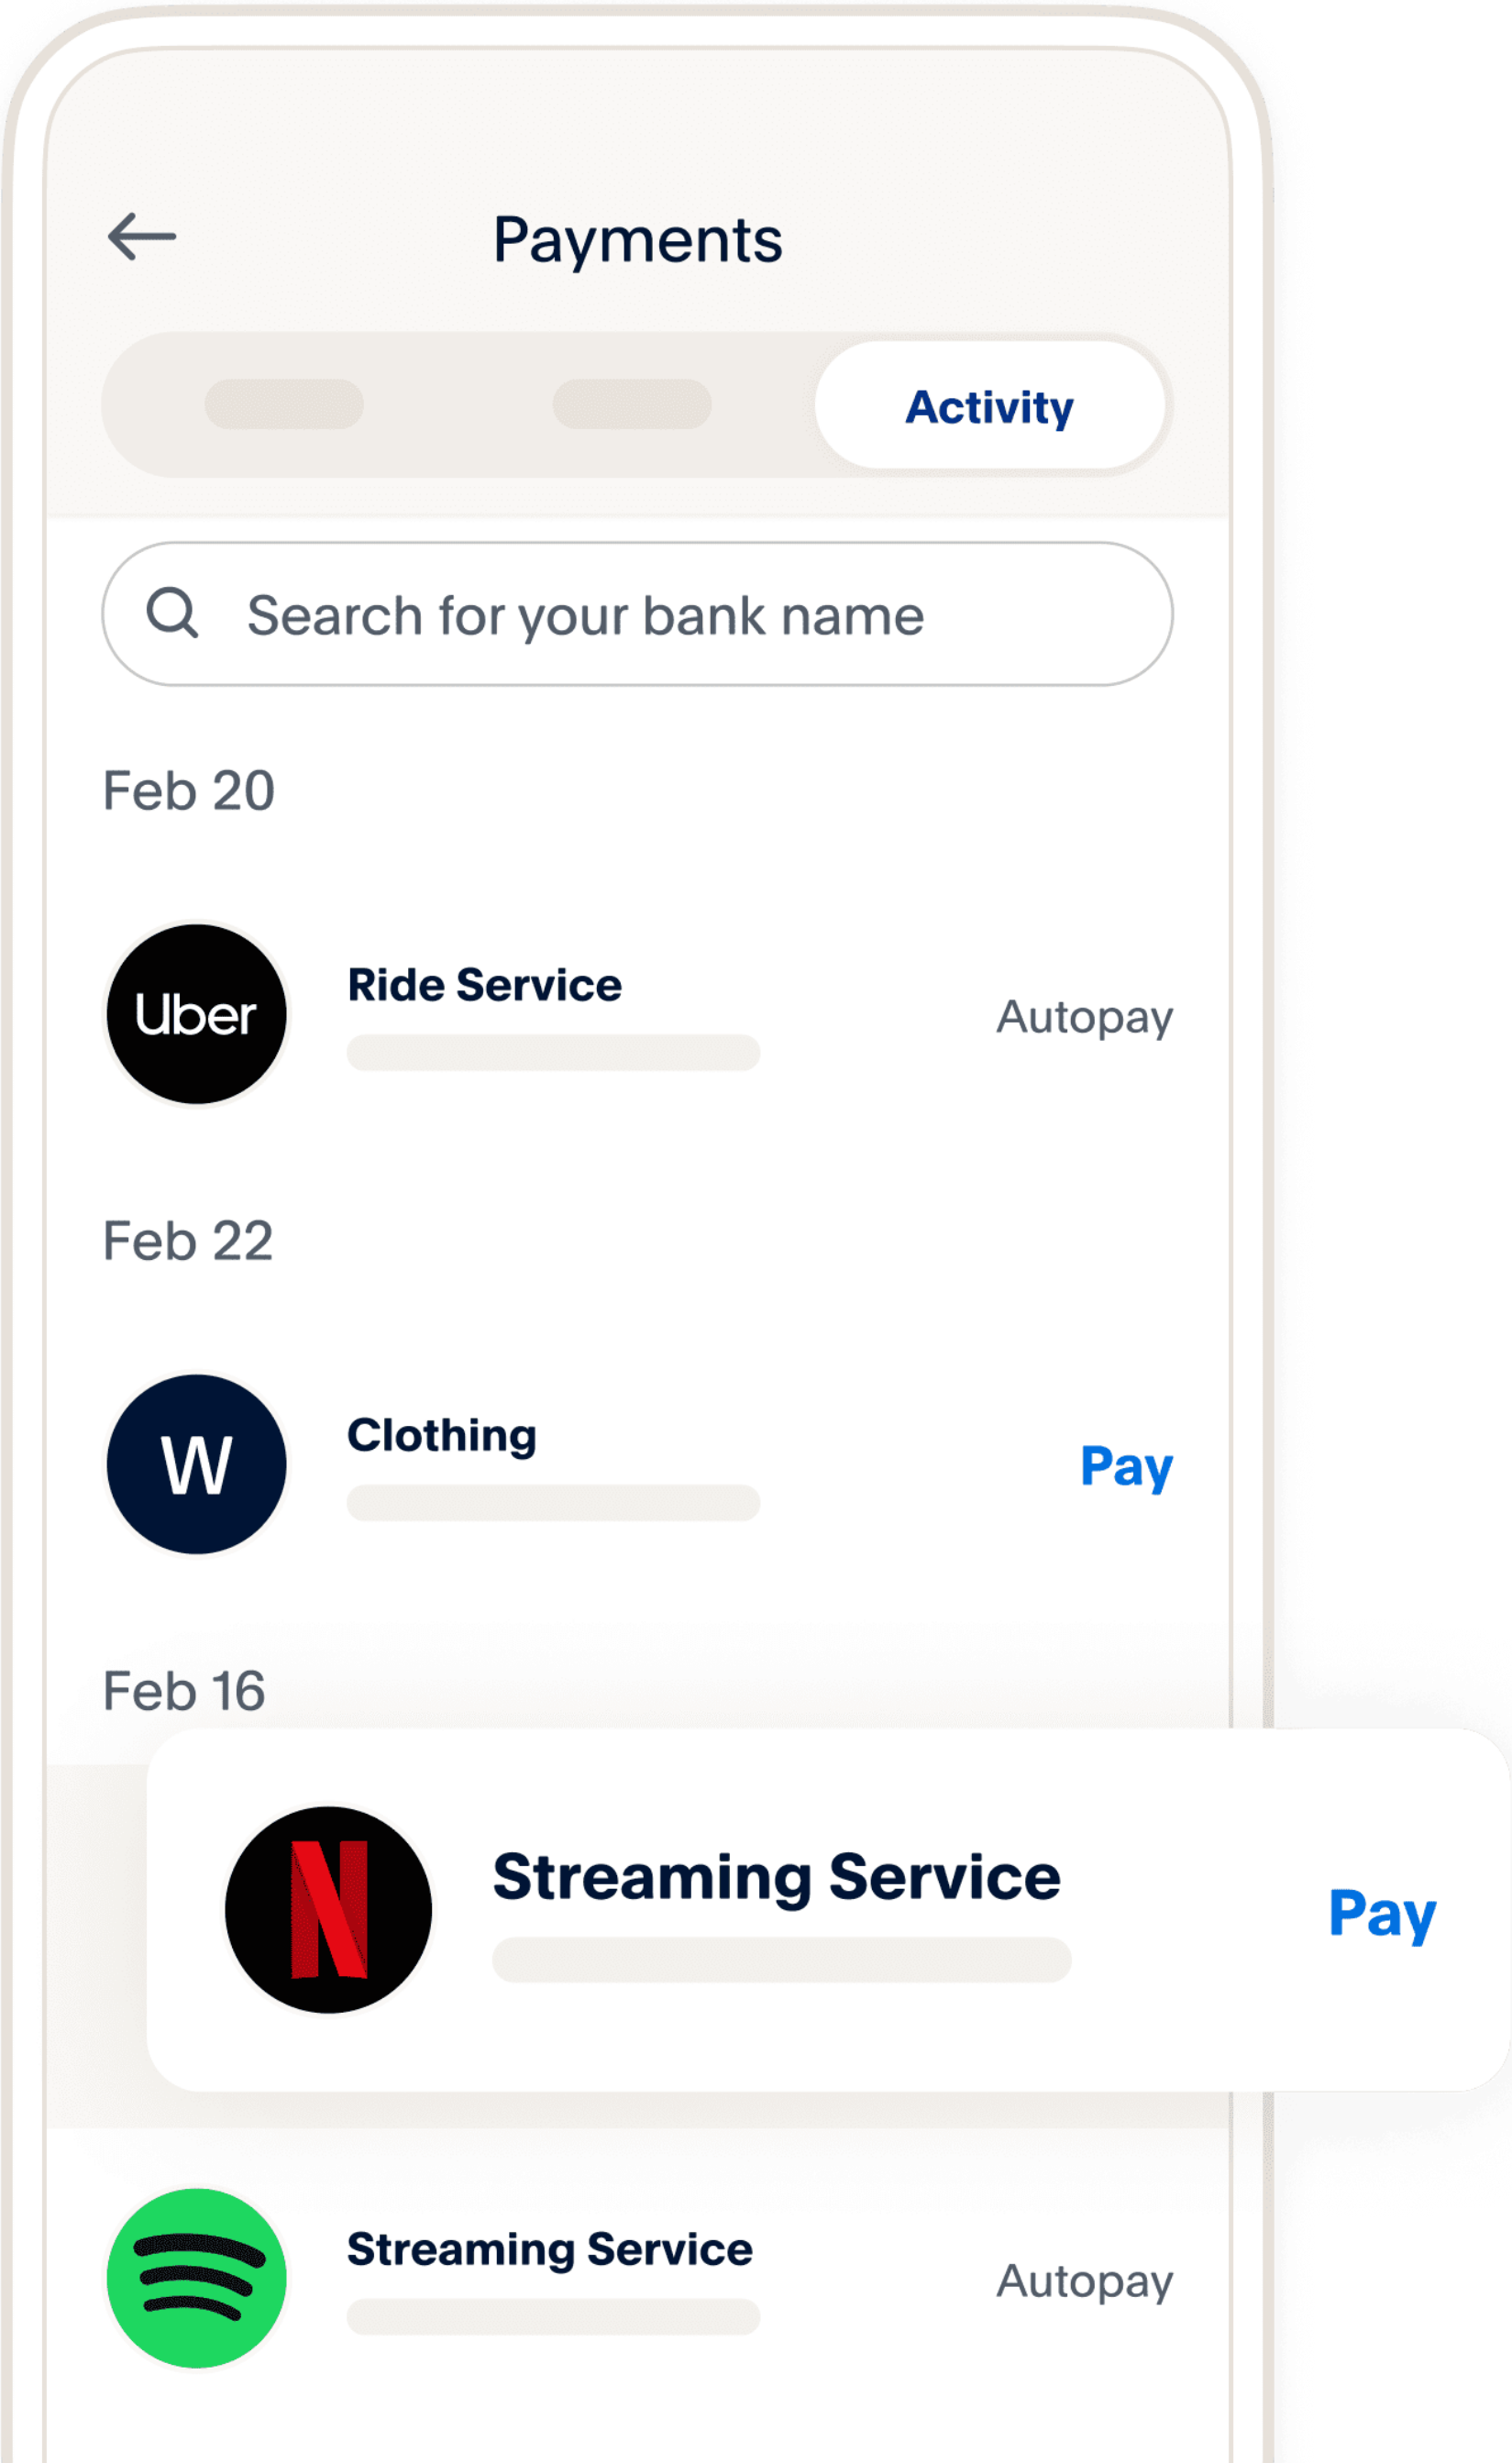 Payments
Activity
Search for your bank name
Feb 20
Uber
Ride Service
Autopay
Feb 22
W
Clothing
Pay
Feb 16
N
Streaming Service
Pay
Streaming Service
Autopay